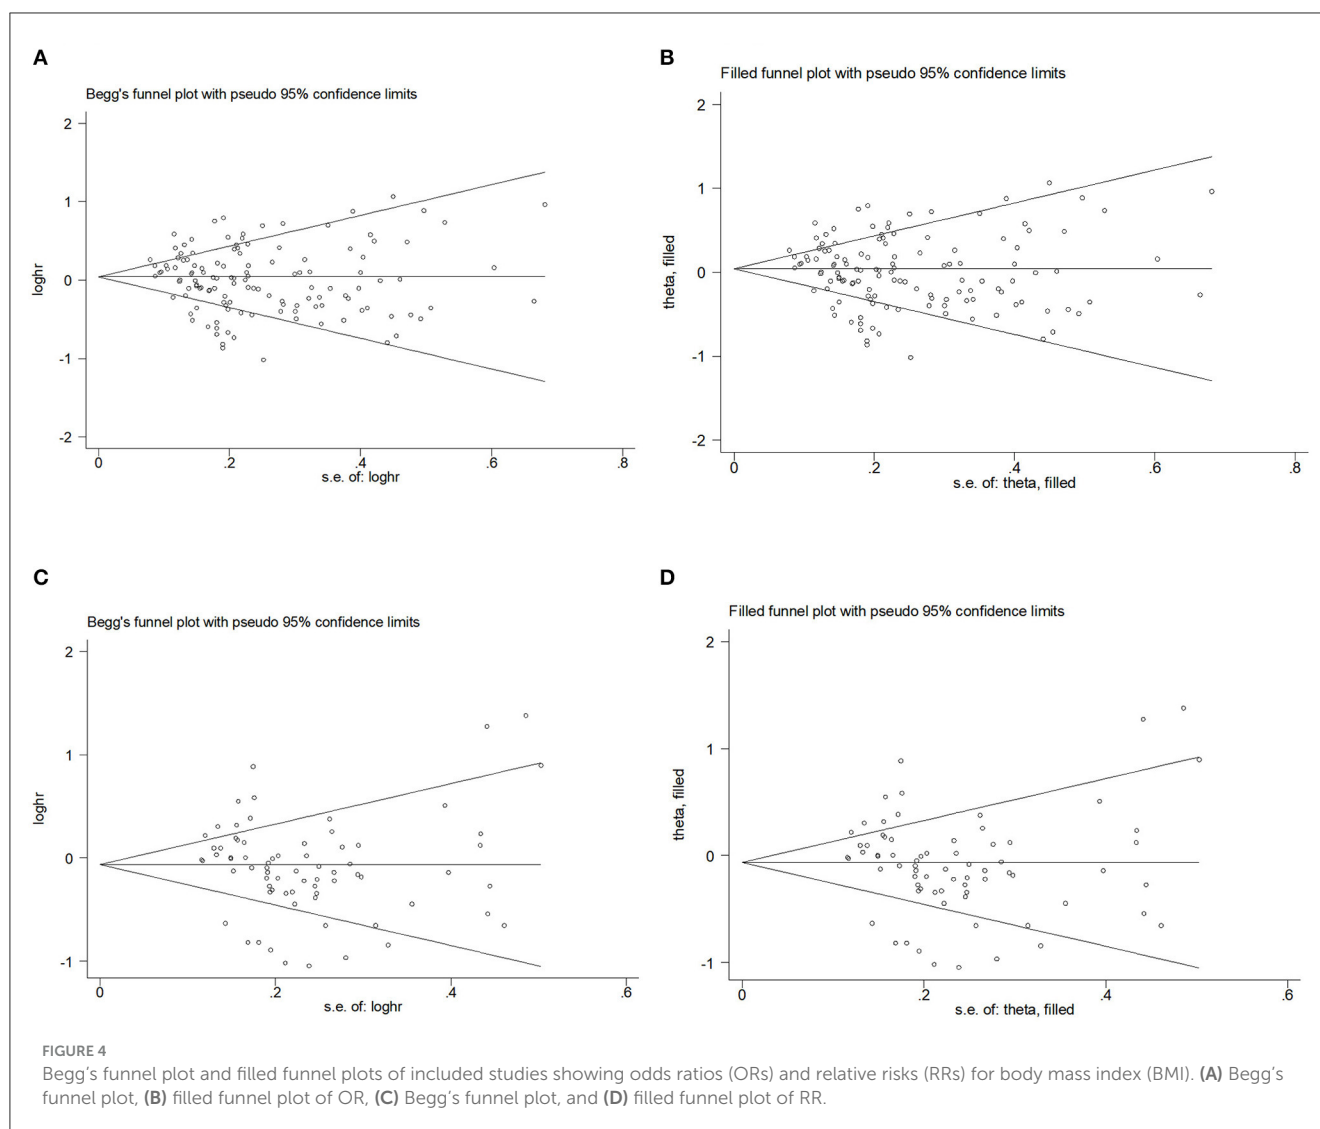 A
Begg's funnel plot with pseudo 95% confidence limits
2
1
0
-1
-2
loghr
0 .2 .4 .6 .8
s.e. of: loghr
B
Filled funnel plot with pseudo 95% confidence limits
2
1
0
-1
-2
theta, filled
0 .2 .4 .6 .8
s.e. of: theta, filled
C
Begg's funnel plot with pseudo 95% confidence limits
2
1
0
-1
loghr
0 .2 .4 .6
s.e. of: loghr
D
Filled funnel plot with pseudo 95% confidence limits
2
1
0
-1
theta, filled
0 .2 .4 .6
s.e. of: theta, filled
FIGURE 4
Begg's funnel plot and filled funnel plots of included studies showing odds ratios (ORs) and relative risks (RRs) for body mass index (BMI). (A) Begg's
funnel plot, (B) filled funnel plot of OR, (C) Begg's funnel plot, and (D) filled funnel plot of RR.